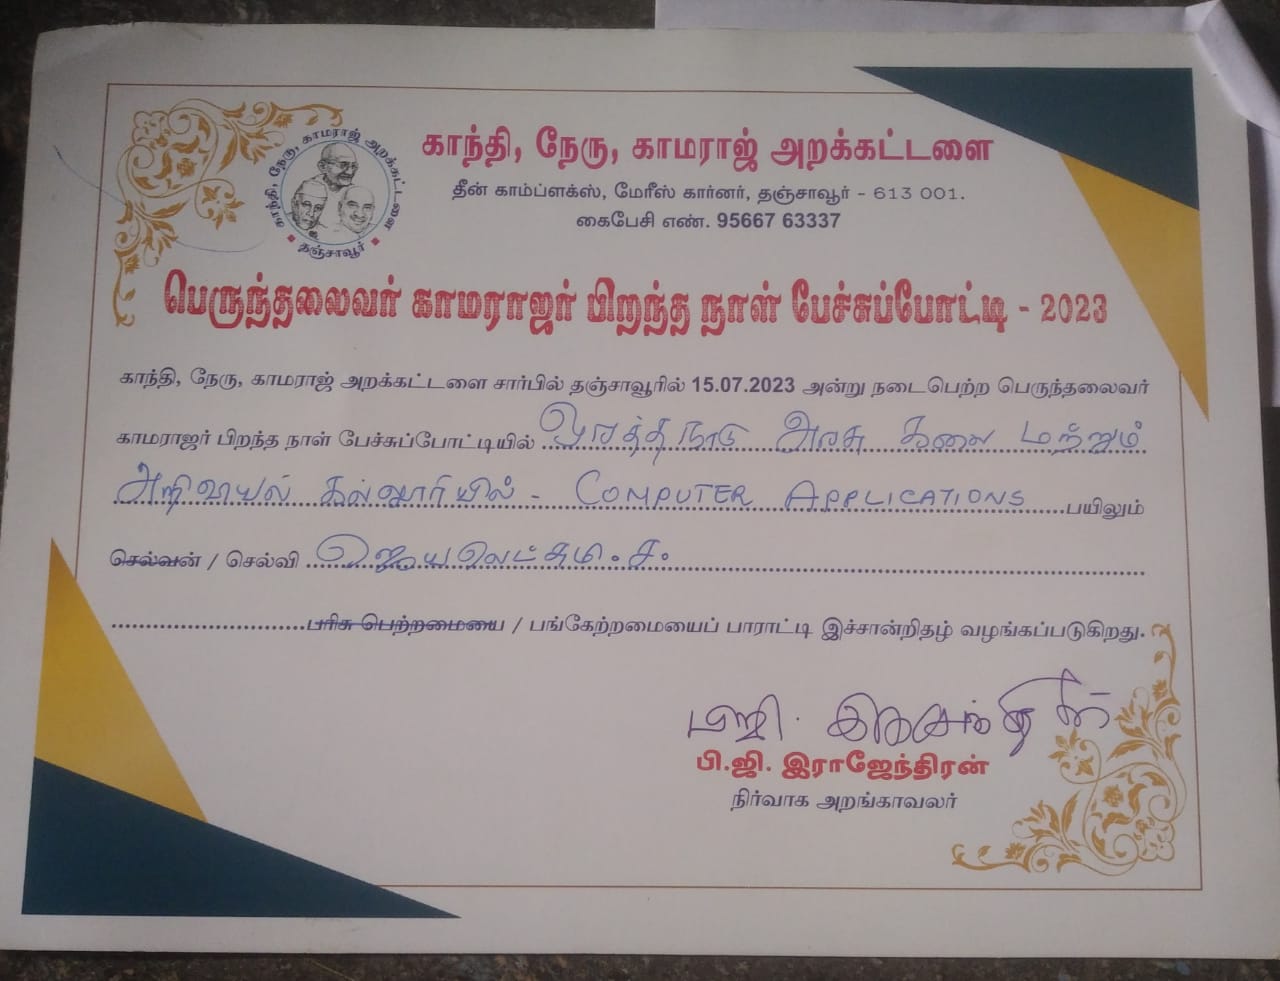 காந்தி, நேரு, காமராஜ் அறக்கட்டளை
தஞ்சாவூர்
காந்தி, நேரு, காமராஜ் அறக்கட்டளை
தீன் காம்ப்ளக்ஸ், மேரீஸ் கார்னர், தஞ்சாவூர் - 613 001.
கைபேசி எண். 95667 63337
பெருந்தலைவர் காமராஜர் பிறந்த நாள் பேச்சுப்போட்டி - 2023
காந்தி, நேரு, காமராஜ் அறக்கட்டளை சார்பில் தஞ்சாவூரில் 15.07.2023 அன்று நடைபெற்ற பெருந்தலைவர்
காமராஜர் பிறந்த நாள் பேச்சுப்போட்டியில் ஒரத்தநாடு அரசு கலை மற்றும்
அறிவியல் கல்லூரியில் - COMPUTER APPLICATIONS பயிலும்
செல்வன் / செல்வி ஜெயலெட்சுமி. ச.
பரிசு பெற்றமையை / பங்கேற்றமையைப் பாராட்டி இச்சான்றிதழ் வழங்கப்படுகிறது.
பி.ஜி. இராஜேந்திரன்
நிர்வாக அறங்காவலர்